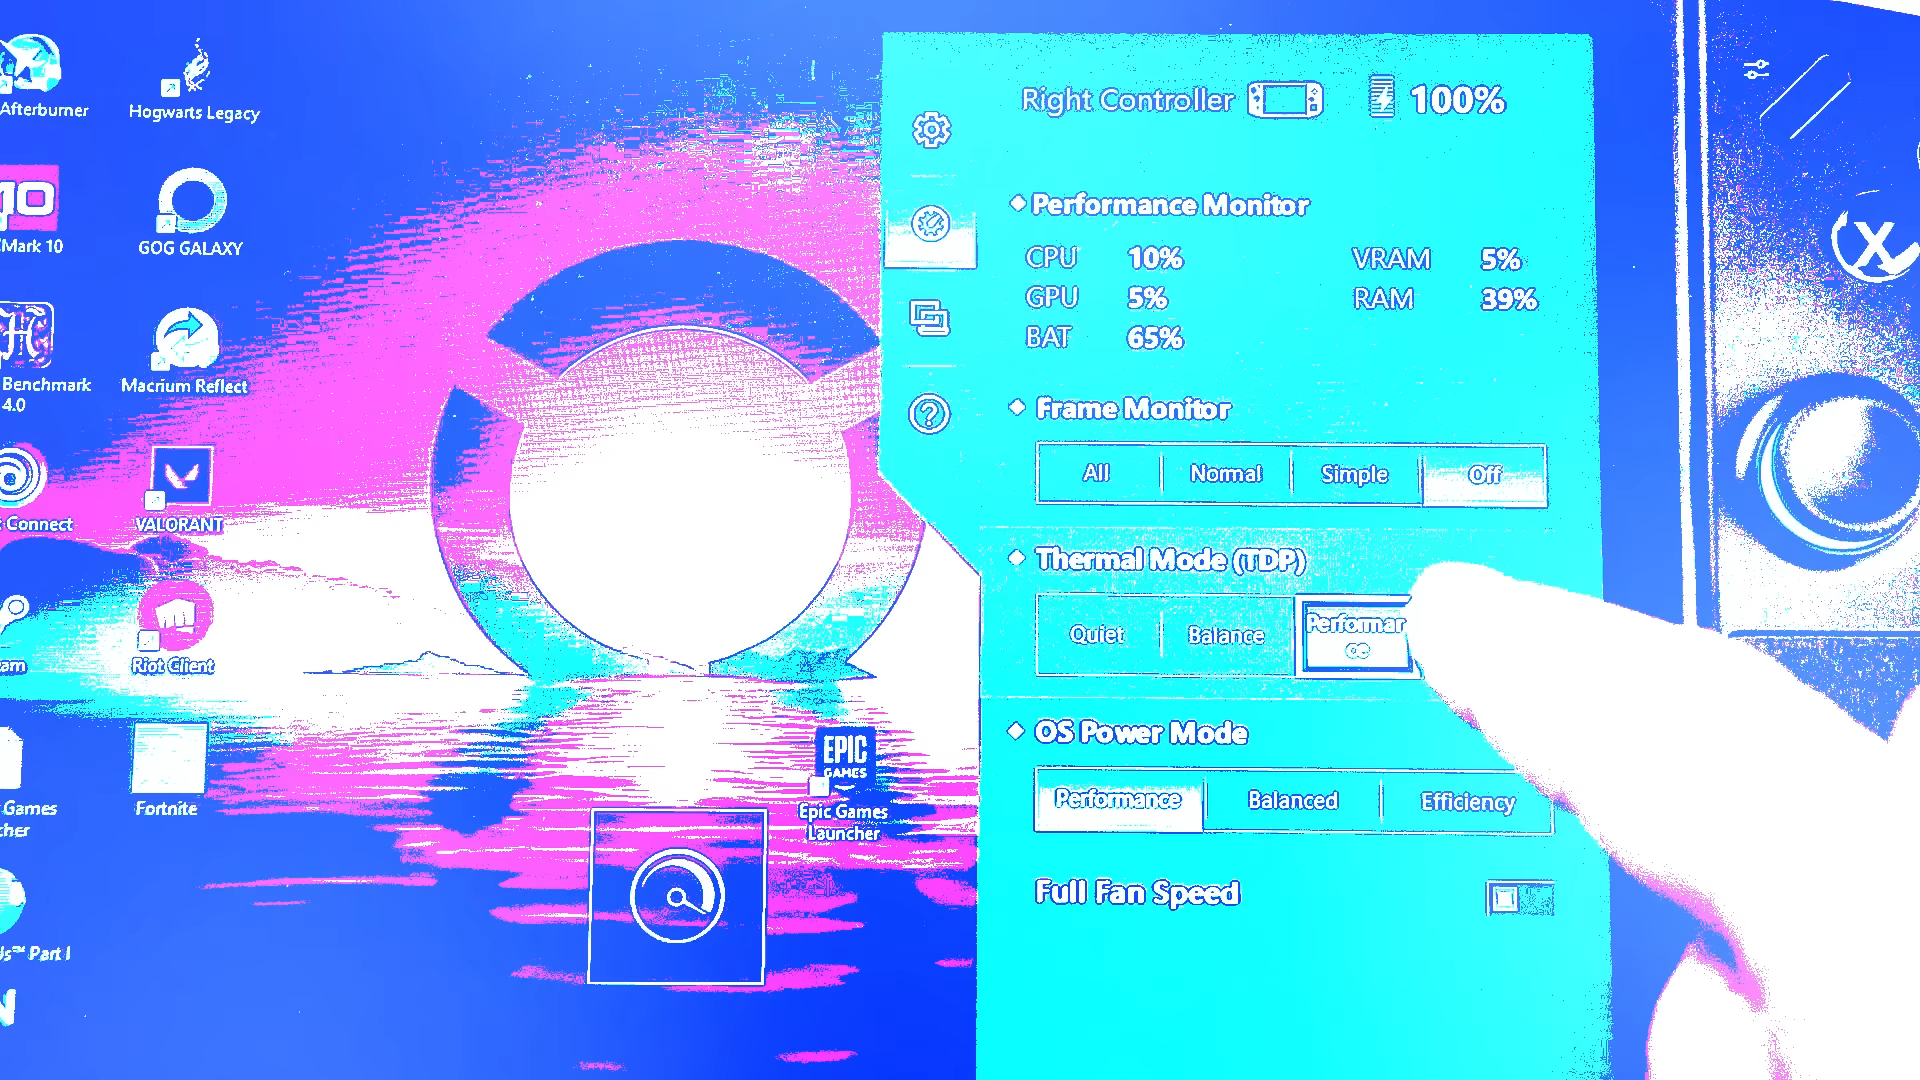 Afterburner
Hogwarts Legacy
Mark 10
GOG GALAXY
Benchmark
4.0
Macrium Reflect
Connect
VALORANT
Riot Client
Games
Fortnite
Part I
EPIC
GAMES
Epic Games
Launcher
Right Controller 100%
Performance Monitor
CPU 10% VRAM 5%
GPU 5% RAM 39%
BAT 65%
Frame Monitor
All Normal Simple Off
Thermal Mode (TDP)
Quiet Balance Performan
ce
OS Power Mode
Performance Balanced Efficiency
Full Fan Speed
X